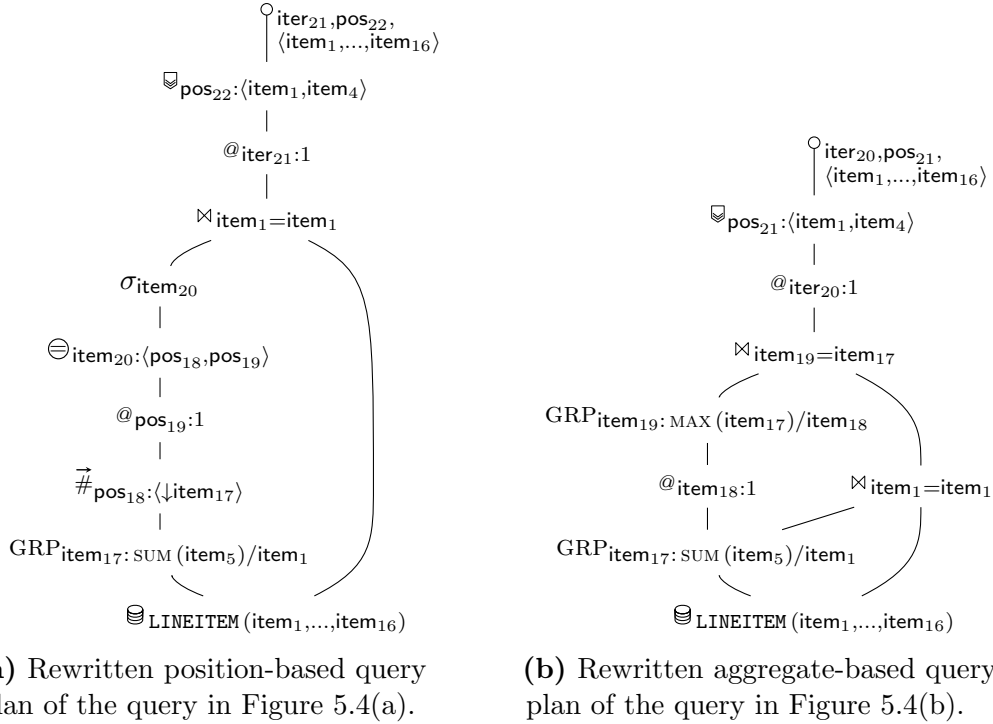 iter21,pos22,
⟨item1,...,item16⟩
pos22:⟨item1,item4⟩
@iter21:1
⋈item1=item1
σitem20
⊜item20:⟨pos18,pos19⟩
@pos19:1
#pos18:⟨↓item17⟩
GRPitem17: SUM (item5)/item1
LINEITEM (item1,...,item16)
) Rewritten position-based query
lan of the query in Figure 5.4(a).
iter20,pos21,
⟨item1,...,item16⟩
pos21:⟨item1,item4⟩
@iter20:1
⋈item19=item17
GRPitem19: MAX (item17)/item18
@item18:1
⋈item1=item1
GRPitem17: SUM (item5)/item1
LINEITEM (item1,...,item16)
(b) Rewritten aggregate-based query
plan of the query in Figure 5.4(b).